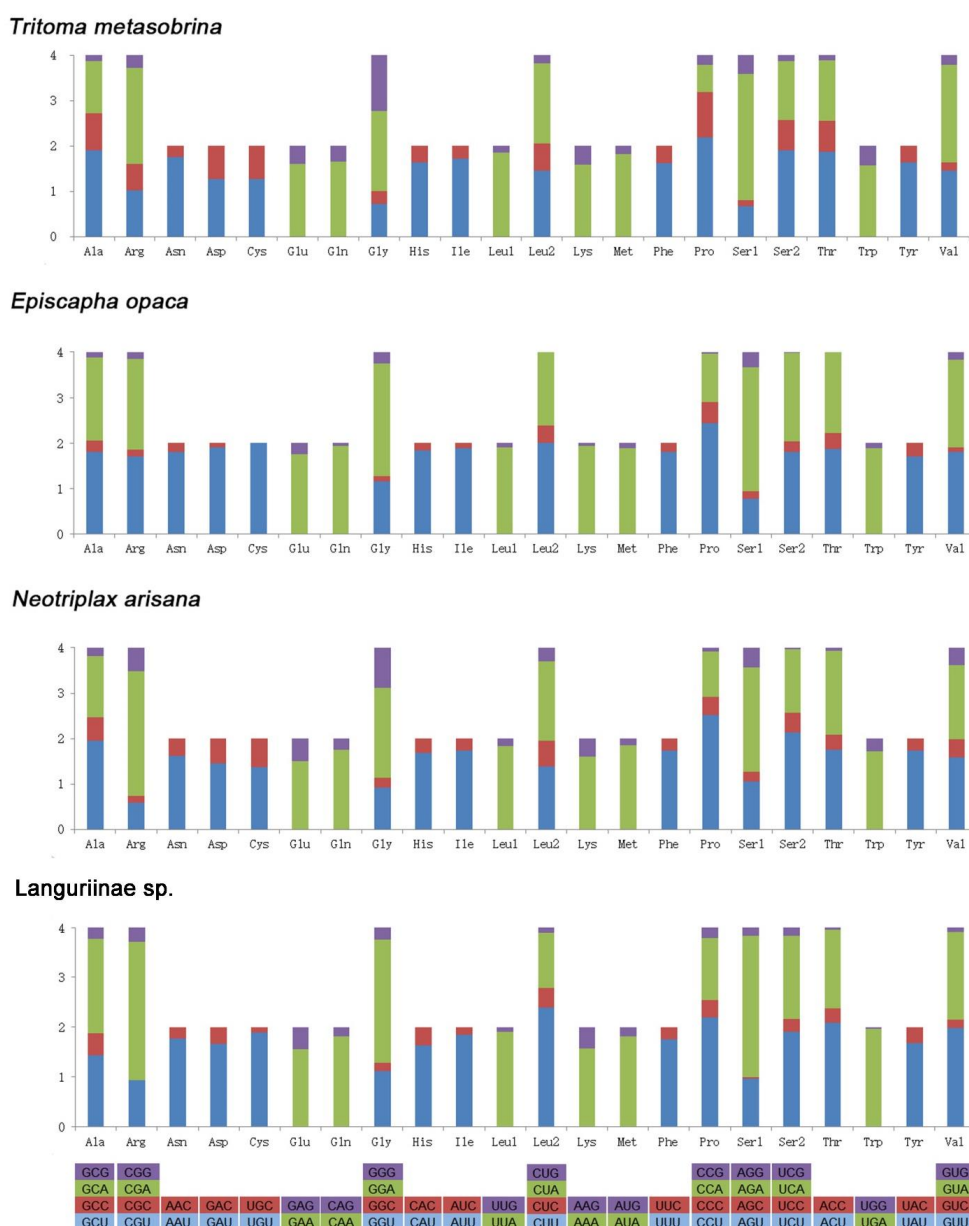 Tritoma metasobrina
4
3
2
1
0
Ala Arg Asn Asp Cys Glu Gln Gly His Ile Leu1 Leu2 Lys Met Phe Pro Ser1 Ser2 Thr Trp Tyr Val
Episcapha opaca
4
3
2
1
0
Ala Arg Asn Asp Cys Glu Gln Gly His Ile Leu1 Leu2 Lys Met Phe Pro Ser1 Ser2 Thr Trp Tyr Val
Neotriplax arisana
4
3
2
1
0
Ala Arg Asn Asp Cys Glu Gln Gly His Ile Leu1 Leu2 Lys Met Phe Pro Ser1 Ser2 Thr Trp Tyr Val
Languriinae sp.
4
3
2
1
0
Ala Arg Asn Asp Cys Glu Gln Gly His Ile Leu1 Leu2 Lys Met Phe Pro Ser1 Ser2 Thr Trp Tyr Val
GCG CGG GGG CUG CCG AGG UCG GUG
GCA CGA GGA CUA CCA AGA UCA GUA
GCC CGC AAC GAC UGC GAG CAG GGC CAC AUC UUG CUC AAG AUG UUC CCC AGC UCC ACC UGG UAC GUC
GCU CGU AAU GAU UGU GAA CAA GGU CAU AUU UUA CUU AAA AUA UUU CCU AGU UCU ACU UGA UAU GUU